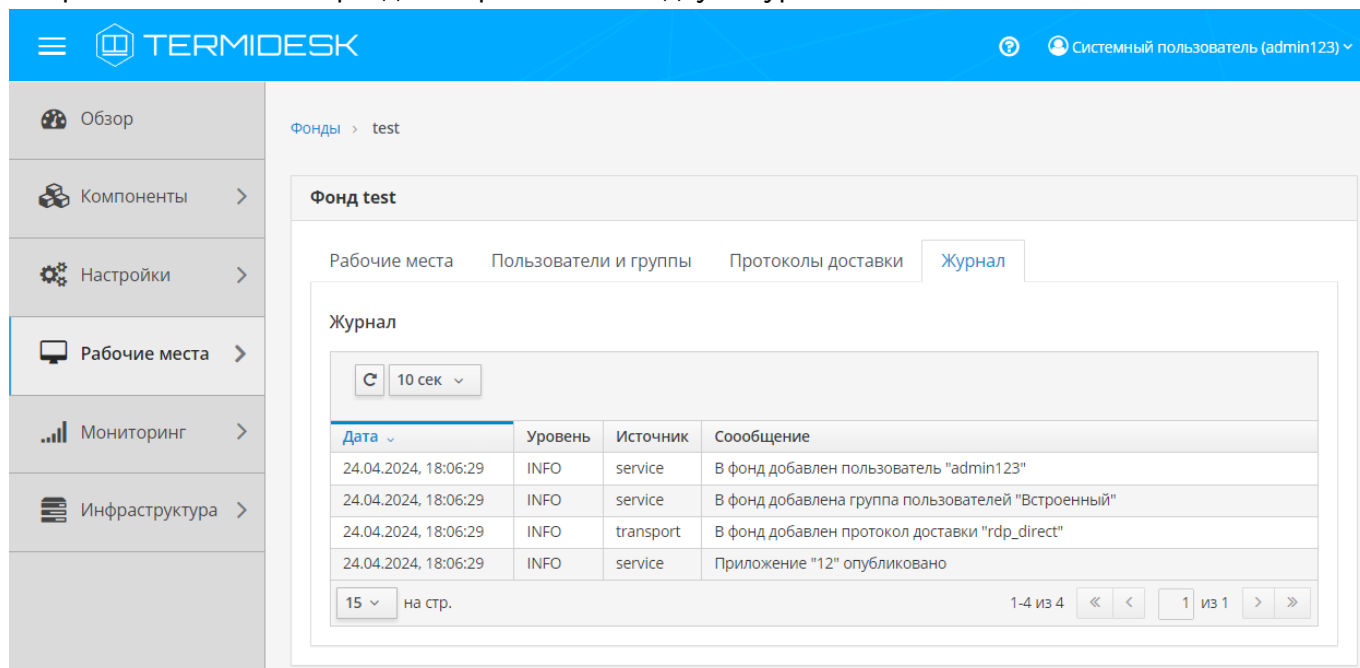 TERMIDESK
Системный пользователь (admin123)
Обзор
Компоненты
Настройки
Рабочие места
Мониторинг
Инфраструктура
Фонды > test
Фонд test
Рабочие места Пользователи и группы Протоколы доставки Журнал
Журнал
10 сек
Дата Уровень Источник Соообщение
24.04.2024, 18:06:29 INFO service В фонд добавлен пользователь "admin123"
24.04.2024, 18:06:29 INFO service В фонд добавлена группа пользователей "Встроенный"
24.04.2024, 18:06:29 INFO transport В фонд добавлен протокол доставки "rdp_direct"
24.04.2024, 18:06:29 INFO service Приложение "12" опубликовано
15 на стр. 1-4 из 4 « < 1 из 1 > »